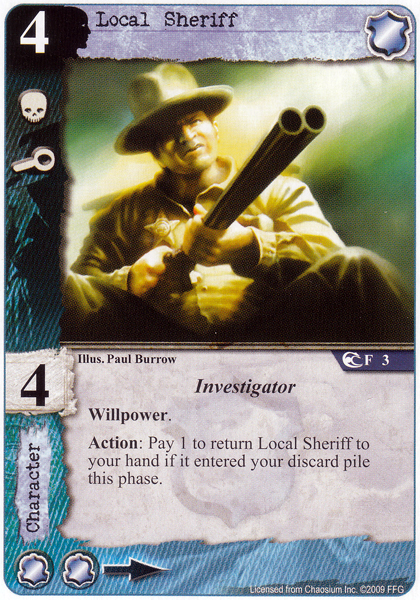 4
Local Sheriff
Illus. Paul Burrow
F 3
4
Investigator
Willpower.
Action: Pay 1 to return Local Sheriff to
your hand if it entered your discard pile
this phase.
Character
Licensed from Chaosium Inc. ©2009 FFG